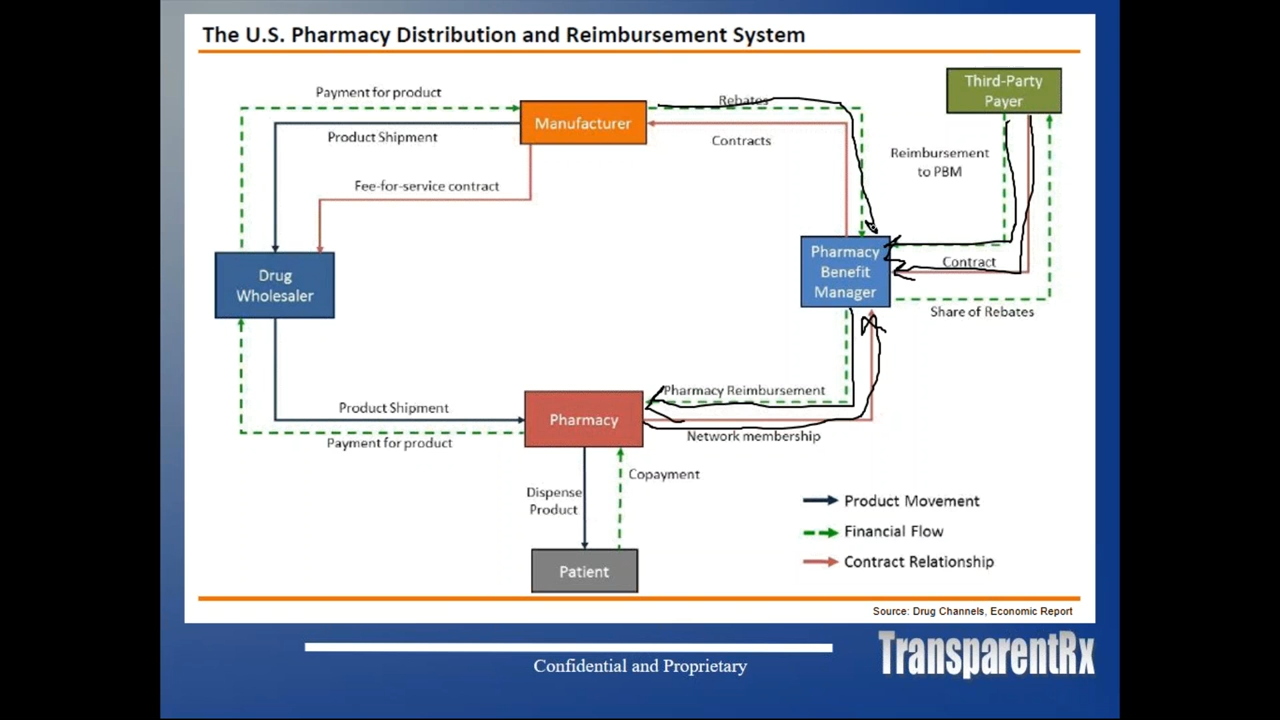 The U.S. Pharmacy Distribution and Reimbursement System
Payment for product
Rebates
Third-Party
Payer
Manufacturer
Product Shipment
Contracts
Reimbursement
to PBM
Fee-for-service contract
Pharmacy
Benefit
Manager
Contract
Drug
Wholesaler
Share of Rebates
Pharmacy Reimbursement
Product Shipment
Pharmacy
Payment for product
Network membership
Copayment
Dispense
Product
Product Movement
Financial Flow
Contract Relationship
Patient
Source: Drug Channels, Economic Report
Confidential and Proprietary
TransparentRx